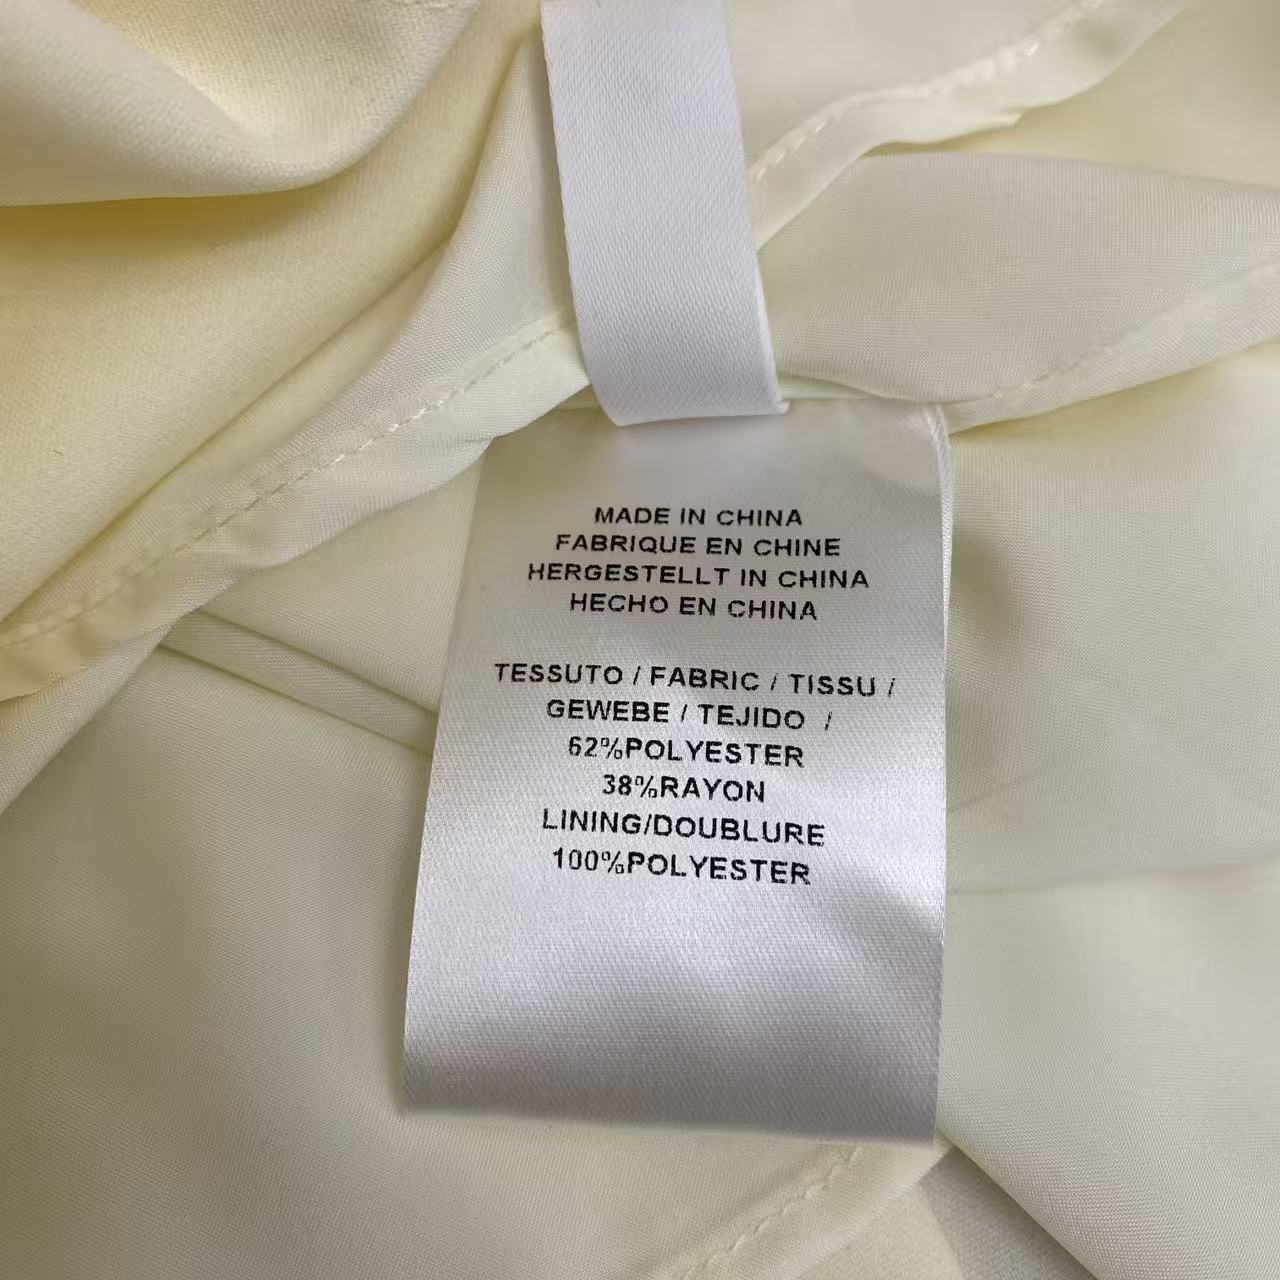 MADE IN CHINA
FABRIQUE EN CHINE
HERGESTELLT IN CHINA
HECHO EN CHINA
TESSUTO / FABRIC / TISSU /
GEWEBE / TEJIDO /
62%POLYESTER
38%RAYON
LINING/DOUBLURE
100%POLYESTER